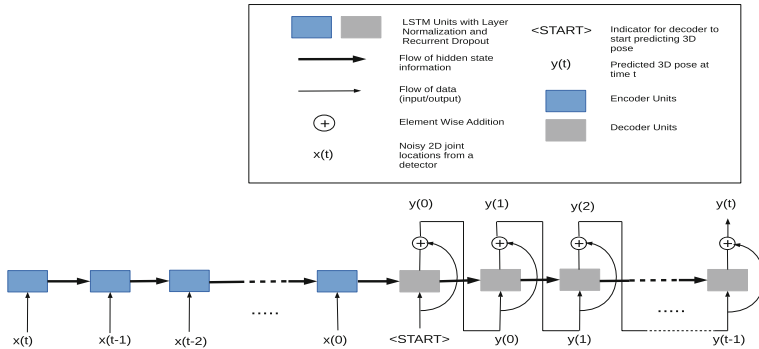 LSTM Units with Layer
Normalization and
Recurrent Dropout
Flow of hidden state
information
Flow of data
(input/output)
+
Element Wise Addition
x(t)
Noisy 2D joint
locations from a
detector
<START>
Indicator for decoder to
start predicting 3D
pose
y(t)
Predicted 3D pose at
time t
Encoder Units
Decoder Units
y(0) y(1) y(2) y(t)
+ + + +
..... .....
x(t) x(t-1) x(t-2) x(0) <START> y(0) y(1) y(t-1)